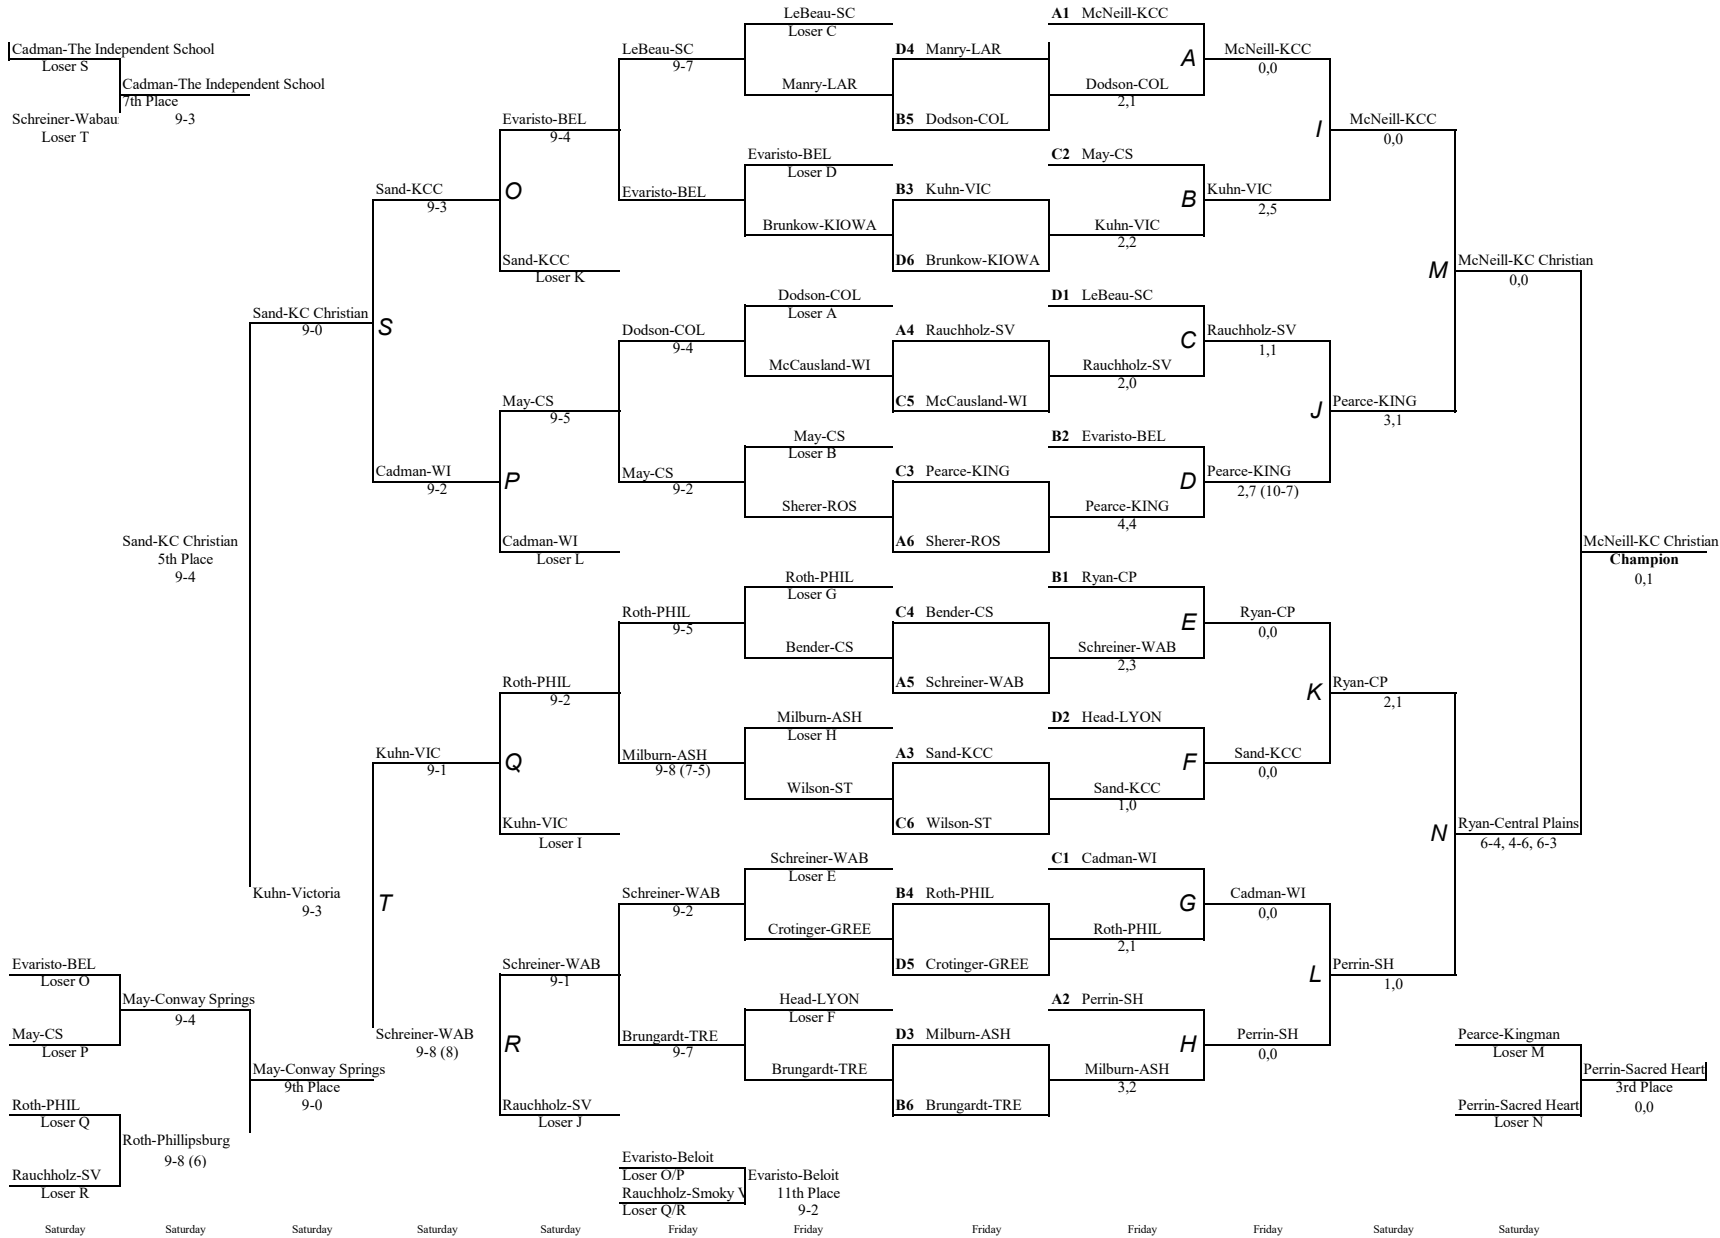 LeBeau-SC
A1 McNeill-KCC
Loser C
Cadman-The Independent School
LeBeau-SC
D4 Manry-LAR
A
McNeill-KCC
Loser S
9-7
0,0
Cadman-The Independent School
Manry-LAR
Dodson-COL
7th Place
2,1
Schreiner-Wabau
9-3
Evaristo-BEL
B5 Dodson-COL
I
McNeill-KCC
Loser T
9-4
0,0
Evaristo-BEL
C2 May-CS
Loser D
Sand-KCC
O
Evaristo-BEL
B3 Kuhn-VIC
B
Kuhn-VIC
9-3
2,5
Brunkow-KIOWA
Kuhn-VIC
2,2
Sand-KCC
D6 Brunkow-KIOWA
M
McNeill-KC Christian
Loser K
0,0
Dodson-COL
D1 LeBeau-SC
Sand-KC Christian
S
Loser A
9-0
Dodson-COL
A4 Rauchholz-SV
C
Rauchholz-SV
9-4
1,1
McCausland-WI
Rauchholz-SV
2,0
May-CS
C5 McCausland-WI
J
Pearce-KING
9-5
3,1
May-CS
B2 Evaristo-BEL
Loser B
Cadman-WI
P
May-CS
C3 Pearce-KING
D
Pearce-KING
9-2
9-2
2,7 (10-7)
Sherer-ROS
Pearce-KING
4,4
Sand-KC Christian
Cadman-WI
A6 Sherer-ROS
McNeill-KC Christian
5th Place
Loser L
Champion
9-4
0,1
Roth-PHIL
B1 Ryan-CP
Loser G
Roth-PHIL
C4 Bender-CS
E
Ryan-CP
9-5
0,0
Bender-CS
Schreiner-WAB
2,3
Roth-PHIL
A5 Schreiner-WAB
K
Ryan-CP
9-2
2,1
Milburn-ASH
D2 Head-LYON
Loser H
Kuhn-VIC
Q
Milburn-ASH
A3 Sand-KCC
F
Sand-KCC
9-1
9-8 (7-5)
0,0
Wilson-ST
Sand-KCC
1,0
Kuhn-VIC
C6 Wilson-ST
N
Ryan-Central Plains
Loser I
6-4, 4-6, 6-3
Schreiner-WAB
C1 Cadman-WI
Loser E
Kuhn-Victoria
T
Schreiner-WAB
B4 Roth-PHIL
G
Cadman-WI
9-3
9-2
0,0
Crotinger-GREE
Roth-PHIL
2,1
Evaristo-BEL
Schreiner-WAB
D5 Crotinger-GREE
L
Perrin-SH
Loser O
9-1
1,0
May-Conway Springs
Head-LYON
A2 Perrin-SH
9-4
Loser F
May-CS
Schreiner-WAB
R
Brungardt-TRE
D3 Milburn-ASH
H
Perrin-SH
Pearce-Kingman
Loser P
9-8 (8)
9-7
0,0
Loser M
May-Conway Springs
Brungardt-TRE
Milburn-ASH
Perrin-Sacred Heart
9th Place
3,2
3rd Place
9-0
0,0
Roth-PHIL
Rauchholz-SV
B6 Brungardt-TRE
Perrin-Sacred Heart
Loser Q
Loser J
Loser N
Roth-Phillipsburg
9-8 (6)
Evaristo-Beloit
Rauchholz-SV
Loser O/P
Evaristo-Beloit
Loser R
Rauchholz-Smoky V
11th Place
Loser Q/R
9-2
Saturday Saturday Saturday Saturday Saturday Friday Friday Friday Friday Friday Saturday Saturday